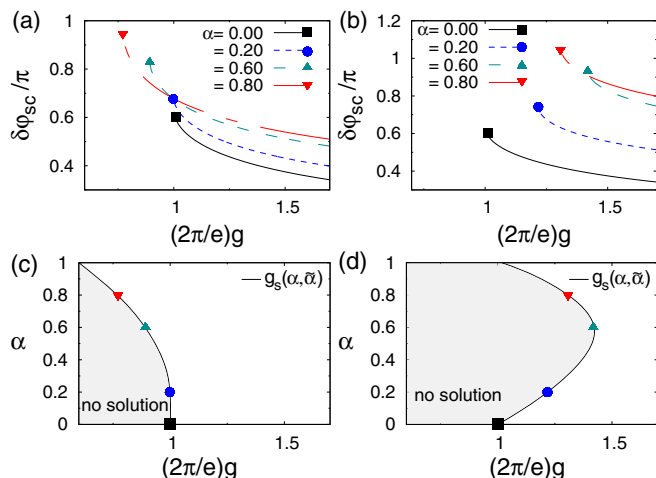 (a)
α= 0.00
= 0.20
= 0.60
= 0.80
1
0.8
0.6
0.4
δφsc/π
1
1.5
(2π/e)g
(b)
α= 0.00
= 0.20
= 0.60
= 0.80
1.2
1
0.8
0.6
0.4
δφsc/π
1
1.5
(2π/e)g
(c)
gs(α,α̃)
1
0.8
0.6
0.4
0.2
0
α
no solution
1
1.5
(2π/e)g
(d)
gs(α,α̃)
1
0.8
0.6
0.4
0.2
0
α
no solution
1
1.5
(2π/e)g